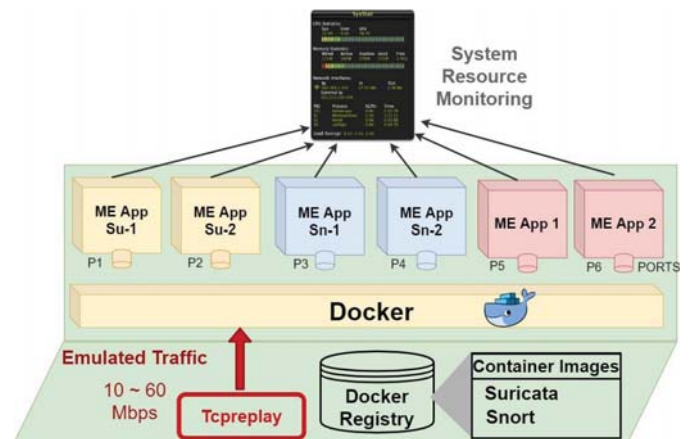 SysStat
System
Resource
Monitoring
ME App
Su-1
ME App
Su-2
ME App
Sn-1
ME App
Sn-2
ME App 1
ME App 2
P1
P2
P3
P4
P5
P6
PORTS
Docker
Emulated Traffic
10 ~ 60
Mbps
Tcpreplay
Docker
Registry
Container Images
Suricata
Snort